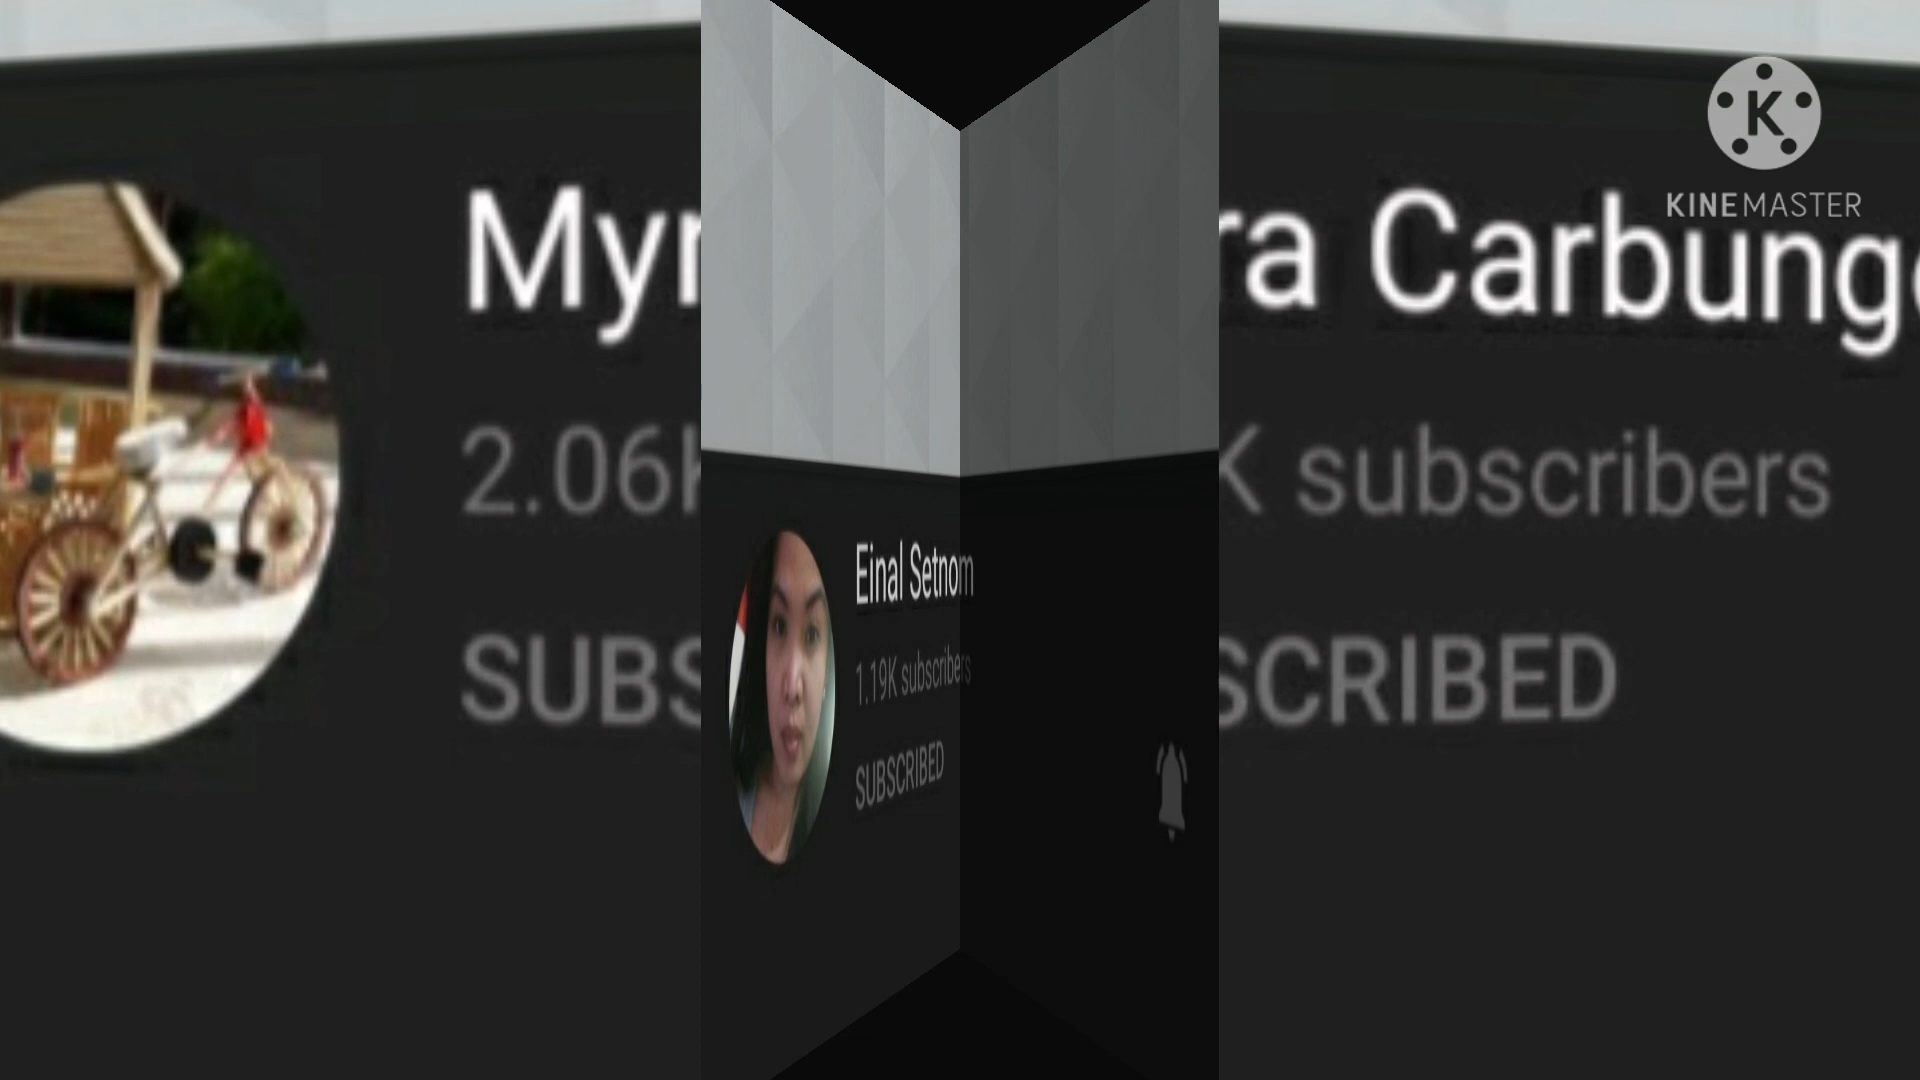 Myr
ra Carbung
2.06K
K subscribers
SUBS
SCRIBED
Einal Setnom
1.19K subscribers
SUBSCRIBED
K
KINEMASTER